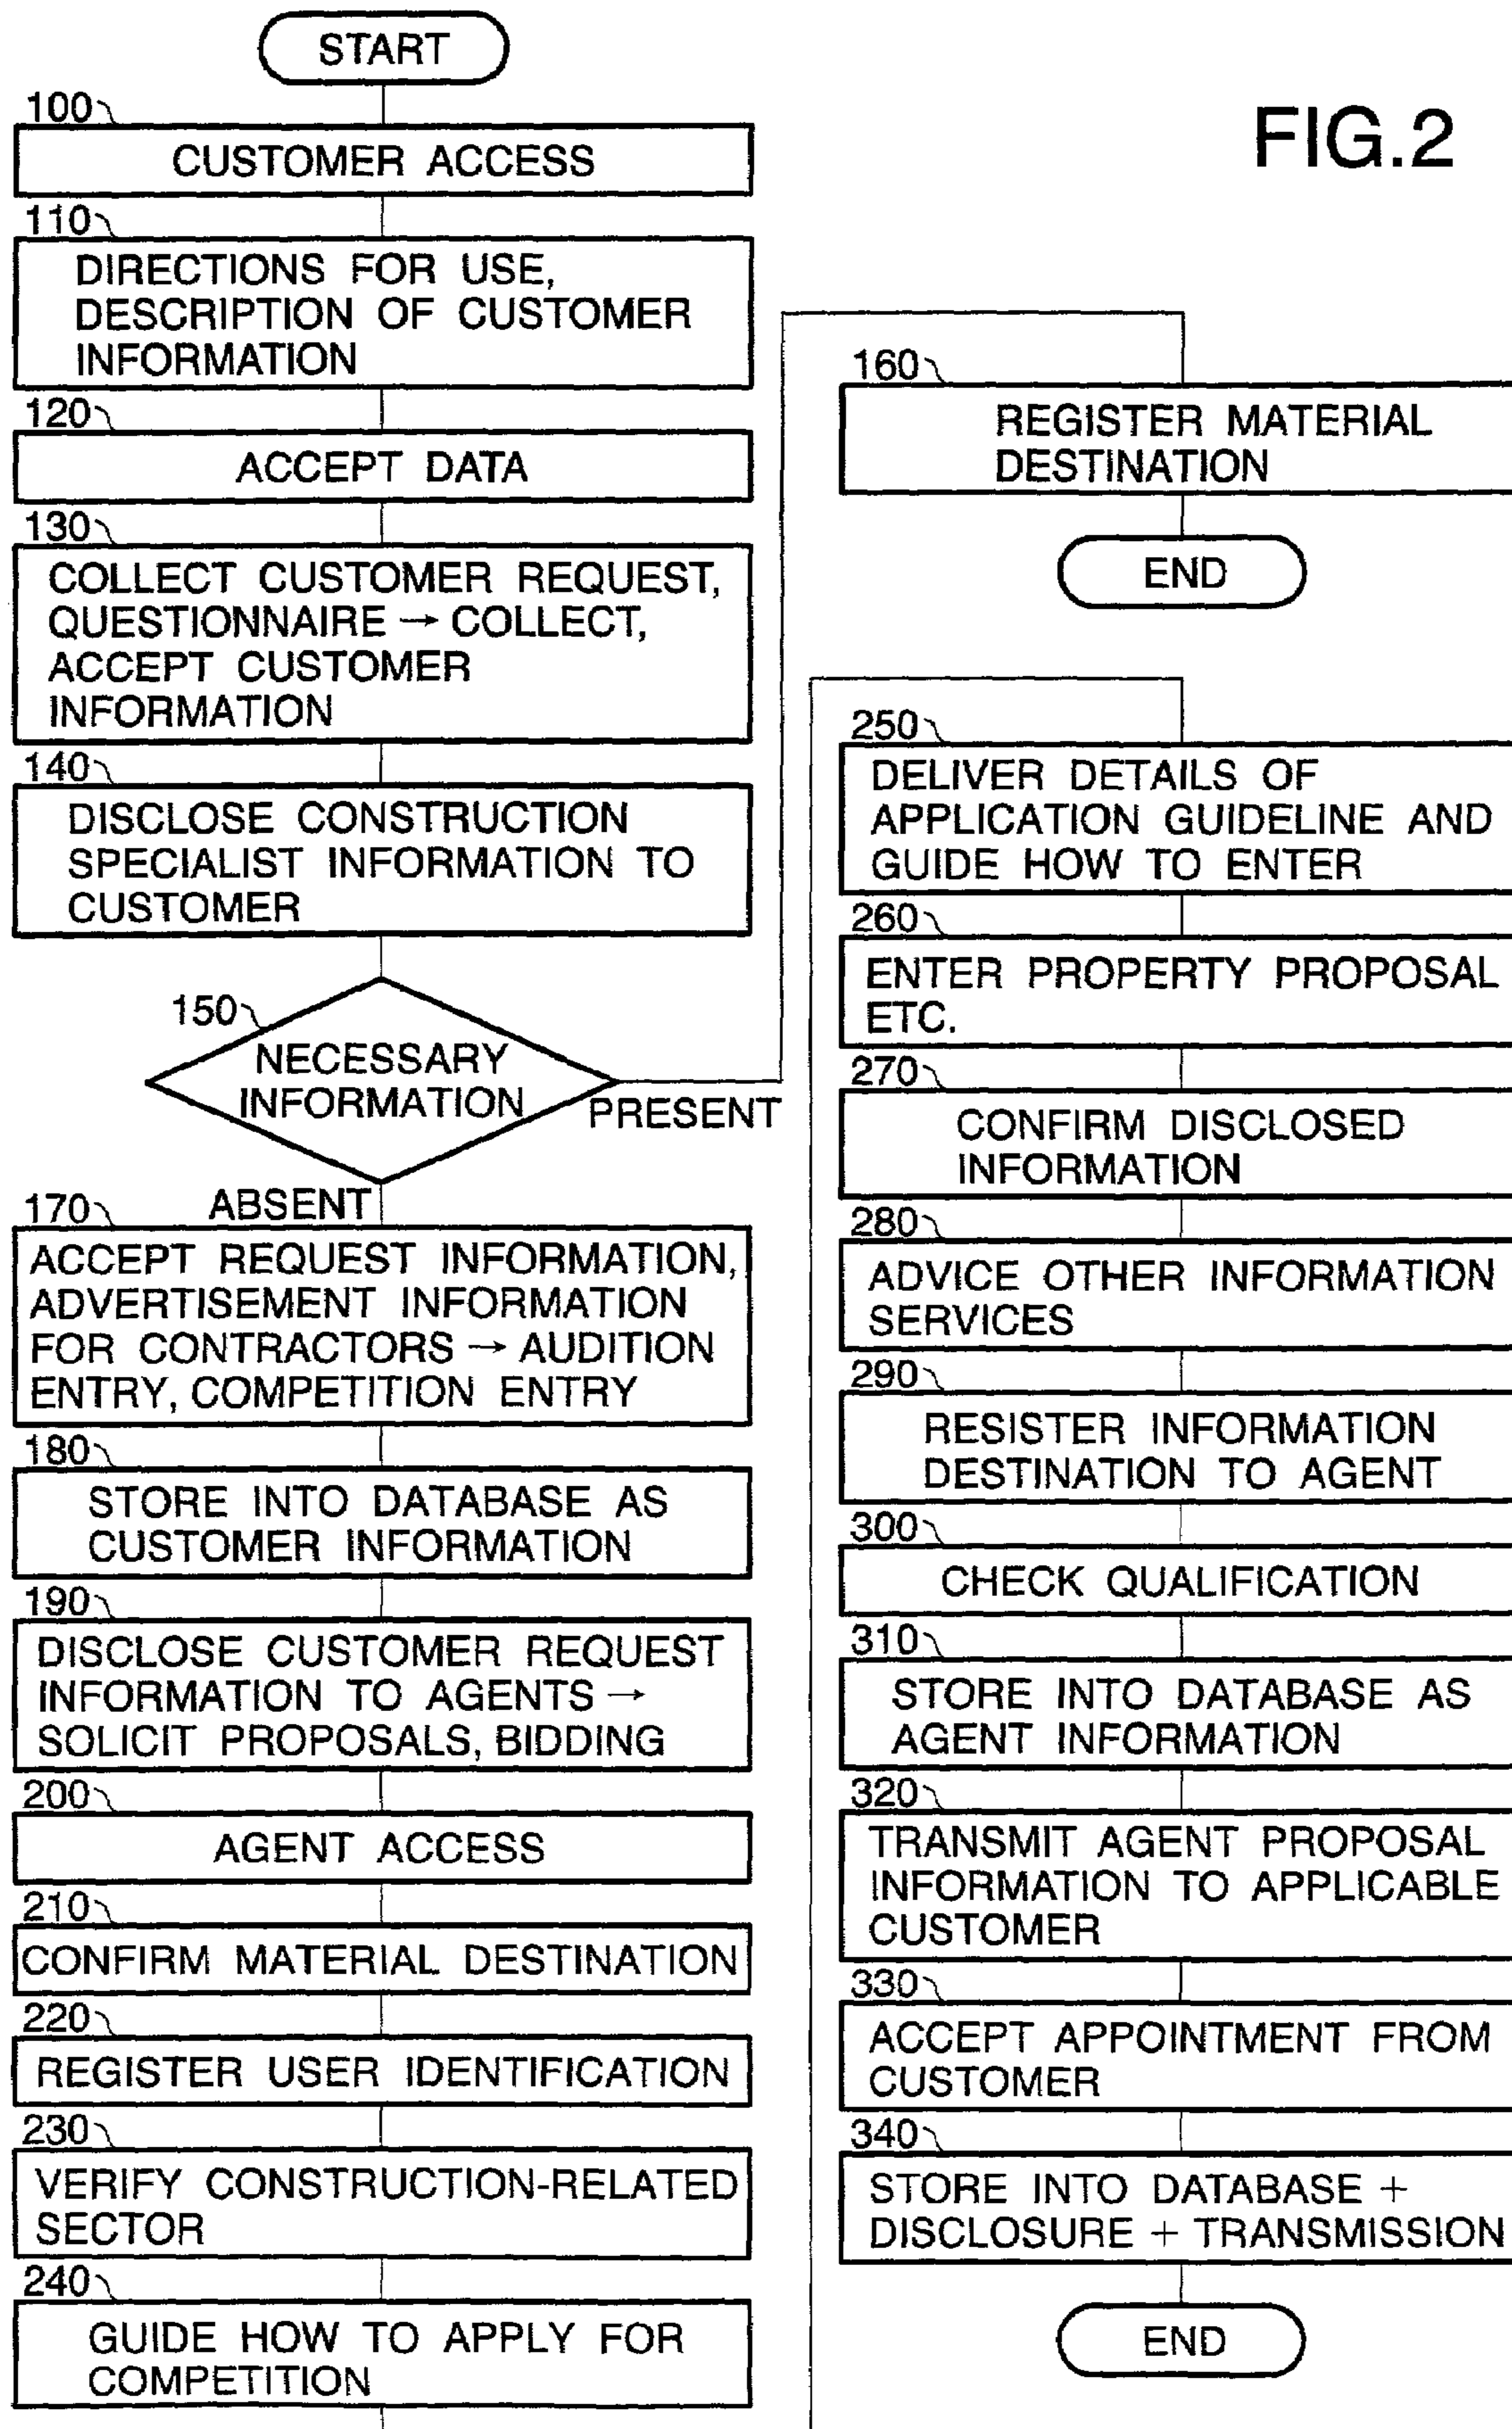 FIG.2
START
100
CUSTOMER ACCESS
110
DIRECTIONS FOR USE,
DESCRIPTION OF CUSTOMER
INFORMATION
120
ACCEPT DATA
130
COLLECT CUSTOMER REQUEST,
QUESTIONNAIRE → COLLECT,
ACCEPT CUSTOMER
INFORMATION
140
DISCLOSE CONSTRUCTION
SPECIALIST INFORMATION TO
CUSTOMER
150
NECESSARY
INFORMATION
PRESENT
ABSENT
160
REGISTER MATERIAL
DESTINATION
END
170
ACCEPT REQUEST INFORMATION,
ADVERTISEMENT INFORMATION
FOR CONTRACTORS → AUDITION
ENTRY, COMPETITION ENTRY
180
STORE INTO DATABASE AS
CUSTOMER INFORMATION
190
DISCLOSE CUSTOMER REQUEST
INFORMATION TO AGENTS →
SOLICIT PROPOSALS, BIDDING
200
AGENT ACCESS
210
CONFIRM MATERIAL DESTINATION
220
REGISTER USER IDENTIFICATION
230
VERIFY CONSTRUCTION-RELATED
SECTOR
240
GUIDE HOW TO APPLY FOR
COMPETITION
250
DELIVER DETAILS OF
APPLICATION GUIDELINE AND
GUIDE HOW TO ENTER
260
ENTER PROPERTY PROPOSAL
ETC.
270
CONFIRM DISCLOSED
INFORMATION
280
ADVICE OTHER INFORMATION
SERVICES
290
RESISTER INFORMATION
DESTINATION TO AGENT
300
CHECK QUALIFICATION
310
STORE INTO DATABASE AS
AGENT INFORMATION
320
TRANSMIT AGENT PROPOSAL
INFORMATION TO APPLICABLE
CUSTOMER
330
ACCEPT APPOINTMENT FROM
CUSTOMER
340
STORE INTO DATABASE +
DISCLOSURE + TRANSMISSION
END